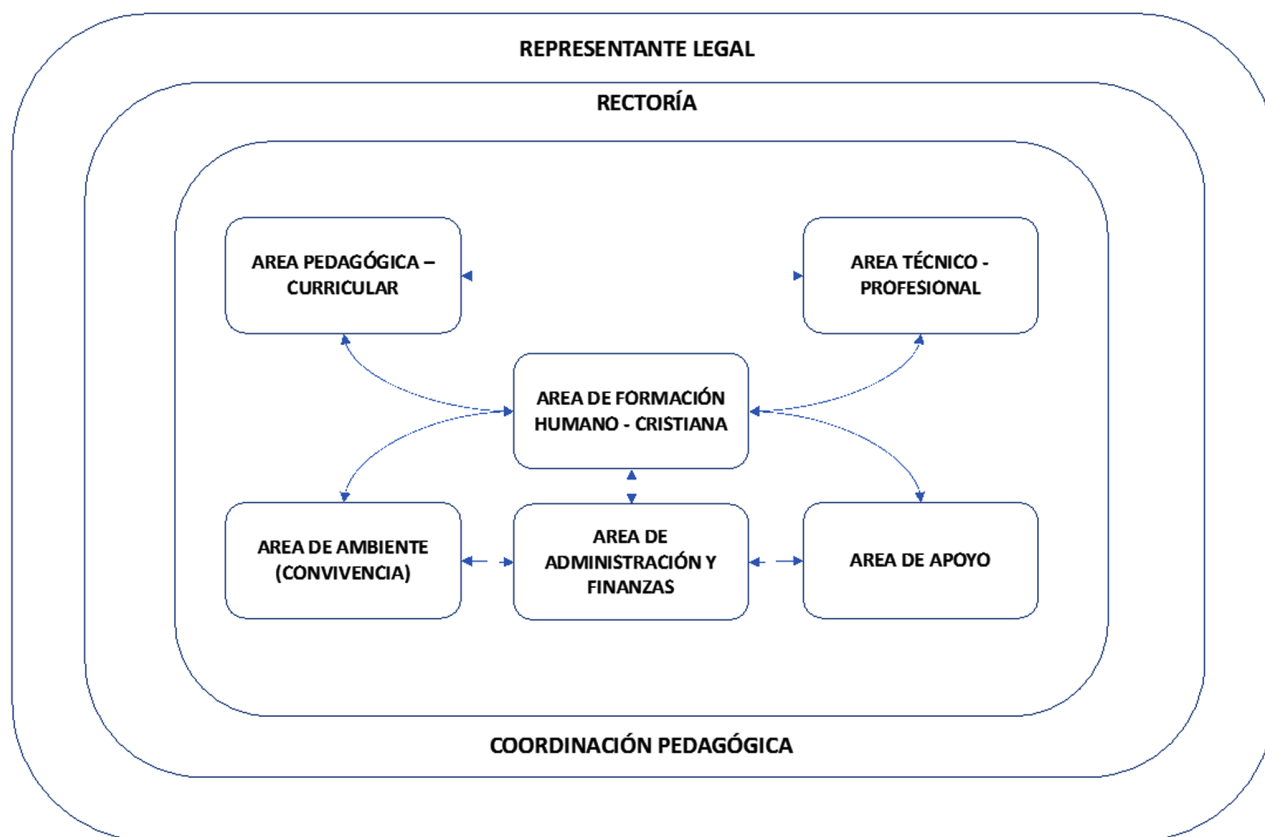 REPRESENTANTE LEGAL
RECTORÍA
AREA PEDAGÓGICA –
CURRICULAR
AREA TÉCNICO -
PROFESIONAL
AREA DE FORMACIÓN
HUMANO - CRISTIANA
AREA DE AMBIENTE
(CONVIVENCIA)
AREA DE
ADMINISTRACIÓN Y
FINANZAS
AREA DE APOYO
COORDINACIÓN PEDAGÓGICA